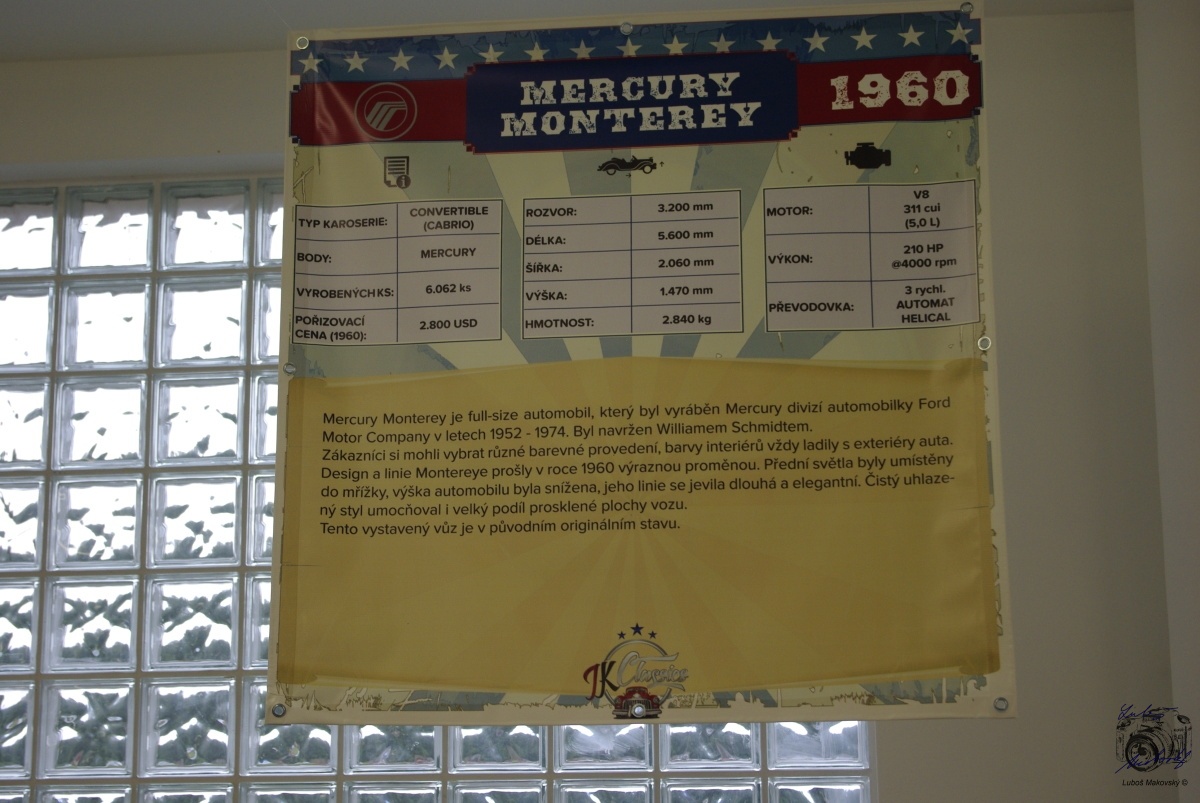 MERCURY
MONTEREY
1960
TYP KAROSERIE:
CONVERTIBLE
(CABRIO)
BODY:
MERCURY
VYROBENÝCH KS:
6.062 ks
POŘIZOVACÍ
CENA (1960):
2.800 USD
ROZVOR:
3.200 mm
DÉLKA:
5.600 mm
ŠÍŘKA:
2.060 mm
VÝŠKA:
1.470 mm
HMOTNOST:
2.840 kg
MOTOR:
V8
311 cui
(5,0 L)
VÝKON:
210 HP
@4000 rpm
PŘEVODOVKA:
3 rychl.
AUTOMAT
HELICAL
Mercury Monterey je full-size automobil, který byl vyráběn Mercury divizí automobilky Ford
Motor Company v letech 1952 - 1974. Byl navržen Williamem Schmidtem.
Zákazníci si mohli vybrat různé barevné provedení, barvy interiérů vždy ladily s exteriéry auta.
Design a linie Montereye prošly v roce 1960 výraznou proměnou. Přední světla byly umístěny
do mřížky, výška automobilu byla snížena, jeho linie se jevila dlouhá a elegantní. Čistý uhlaze-
ný styl umocňoval i velký podíl prosklené plochy vozu.
Tento vystavený vůz je v původním originálním stavu.
JK Classics
Luboš Makovský ©